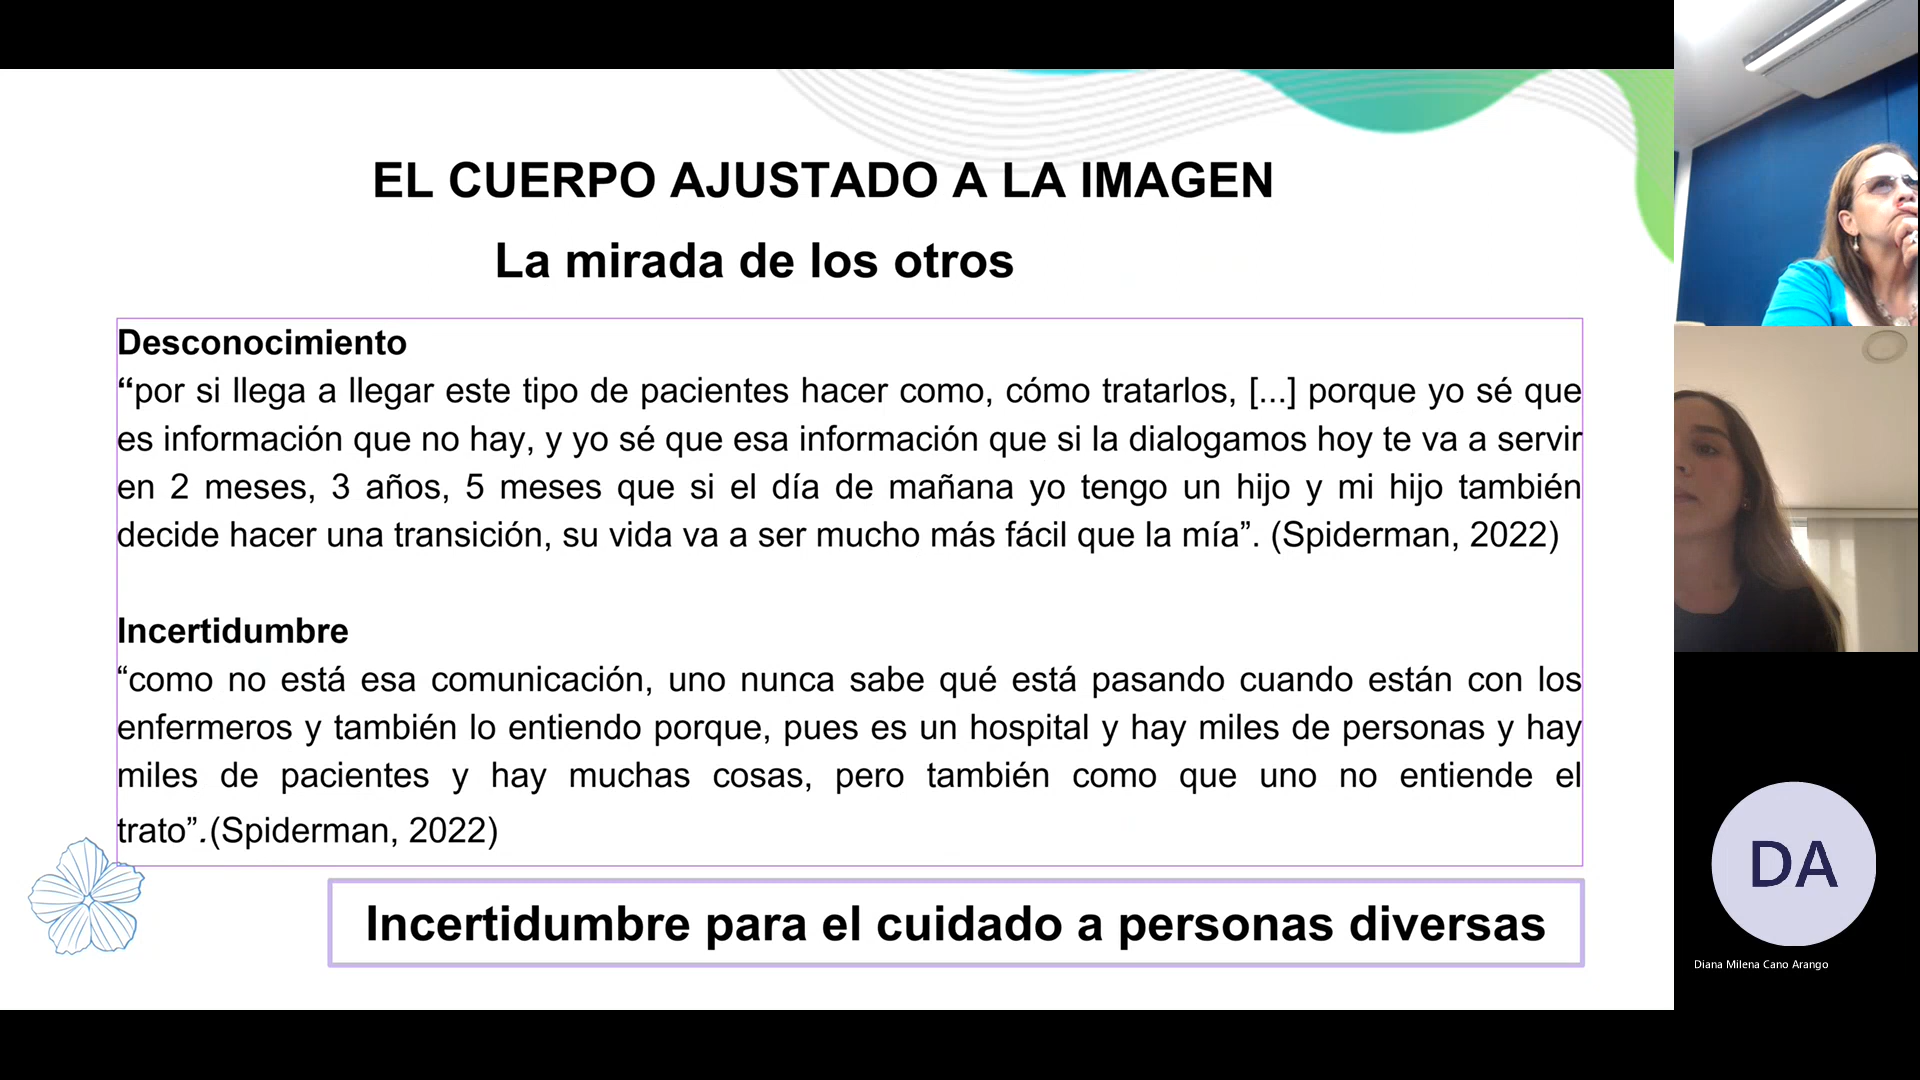 EL CUERPO AJUSTADO A LA IMAGEN
La mirada de los otros
Desconocimiento
“por si llega a llegar este tipo de pacientes hacer como, cómo tratarlos, [...] porque yo sé que
es información que no hay, y yo sé que esa información que si la dialogamos hoy te va a servir
en 2 meses, 3 años, 5 meses que si el día de mañana yo tengo un hijo y mi hijo también
decide hacer una transición, su vida va a ser mucho más fácil que la mía”. (Spiderman, 2022)
Incertidumbre
“como no está esa comunicación, uno nunca sabe qué está pasando cuando están con los
enfermeros y también lo entiendo porque, pues es un hospital y hay miles de personas y hay
miles de pacientes y hay muchas cosas, pero también como que uno no entiende el
trato”.(Spiderman, 2022)
Incertidumbre para el cuidado a personas diversas
DA
Diana Milena Cano Arango